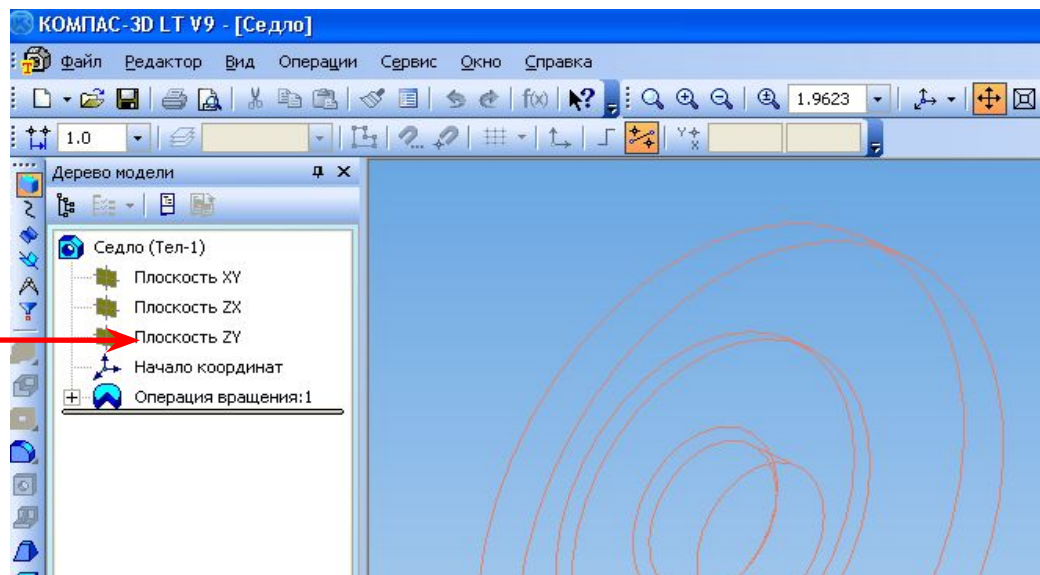 КОМПАС-3D LT V9 - [Седло]
Файл Редактор Вид Операции Сервис Окно Справка
f(x) 1.9623
1.0
Дерево модели
Седло (Тел-1)
Плоскость XY
Плоскость ZX
Плоскость ZY
Начало координат
Операция вращения:1